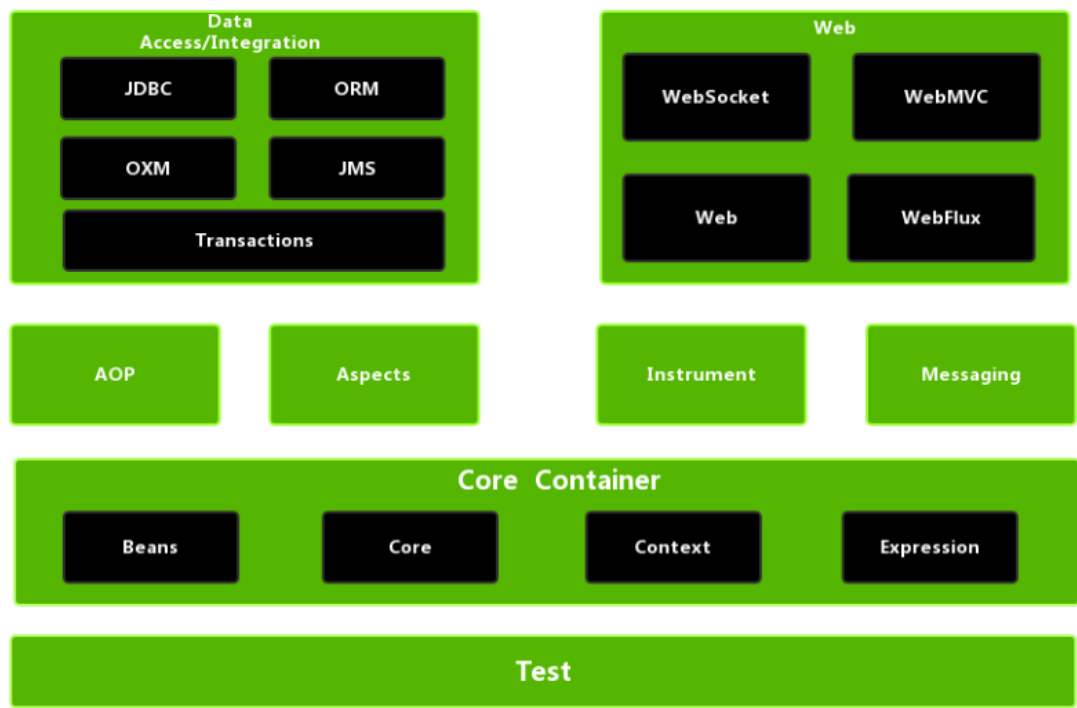 Data
Access/Integration
JDBC
ORM
OXM
JMS
Transactions
Web
WebSocket
WebMVC
Web
WebFlux
AOP
Aspects
Instrument
Messaging
Core Container
Beans
Core
Context
Expression
Test